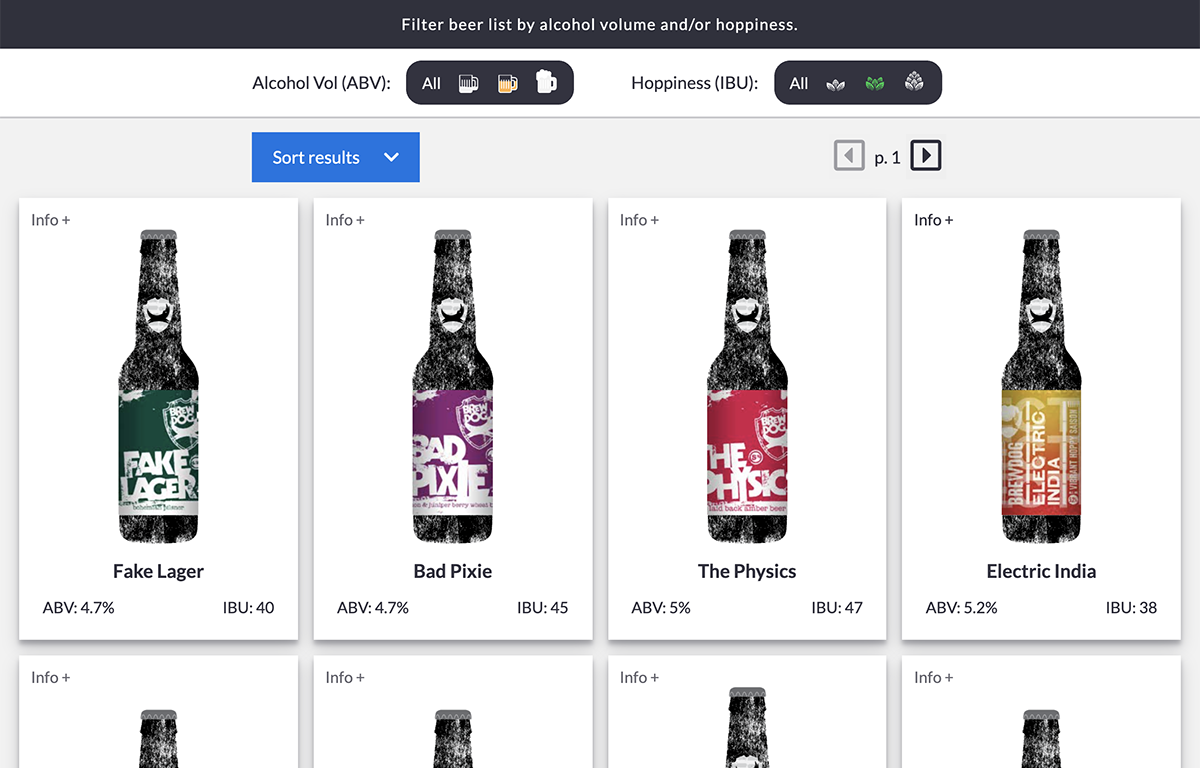 Filter beer list by alcohol volume and/or hoppiness.
Alcohol Vol (ABV): All Hoppiness (IBU): All
Sort results p. 1
Info + Info + Info + Info +
BREW
DOG
FAKE
LAGER
bohemian pilsner
BREW
DOG
BAD
PIXIE
& juniper berry wheat
BREW
DOG
THE
PHYSIC
laid back amber beer
BREWDOG
ELECTRIC
INDIA
VIBRANT HOPPY SAISON
Fake Lager Bad Pixie The Physics Electric India
ABV: 4.7% IBU: 40 ABV: 4.7% IBU: 45 ABV: 5% IBU: 47 ABV: 5.2% IBU: 38
Info + Info + Info + Info +